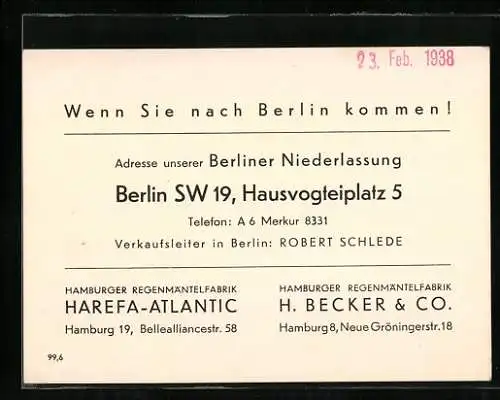 23. Feb. 1938
Wenn Sie nach Berlin kommen!
Adresse unserer Berliner Niederlassung
Berlin SW 19, Hausvogteiplatz 5
Telefon: A 6 Merkur 8331
Verkaufsleiter in Berlin: ROBERT SCHLEDE
HAMBURGER REGENMÄNTELFABRIK
HAREFA-ATLANTIC
Hamburg 19, Bellealliancestr. 58
HAMBURGER REGENMÄNTELFABRIK
H. BECKER & CO.
Hamburg 8, Neue Gröningerstr. 18
99,6